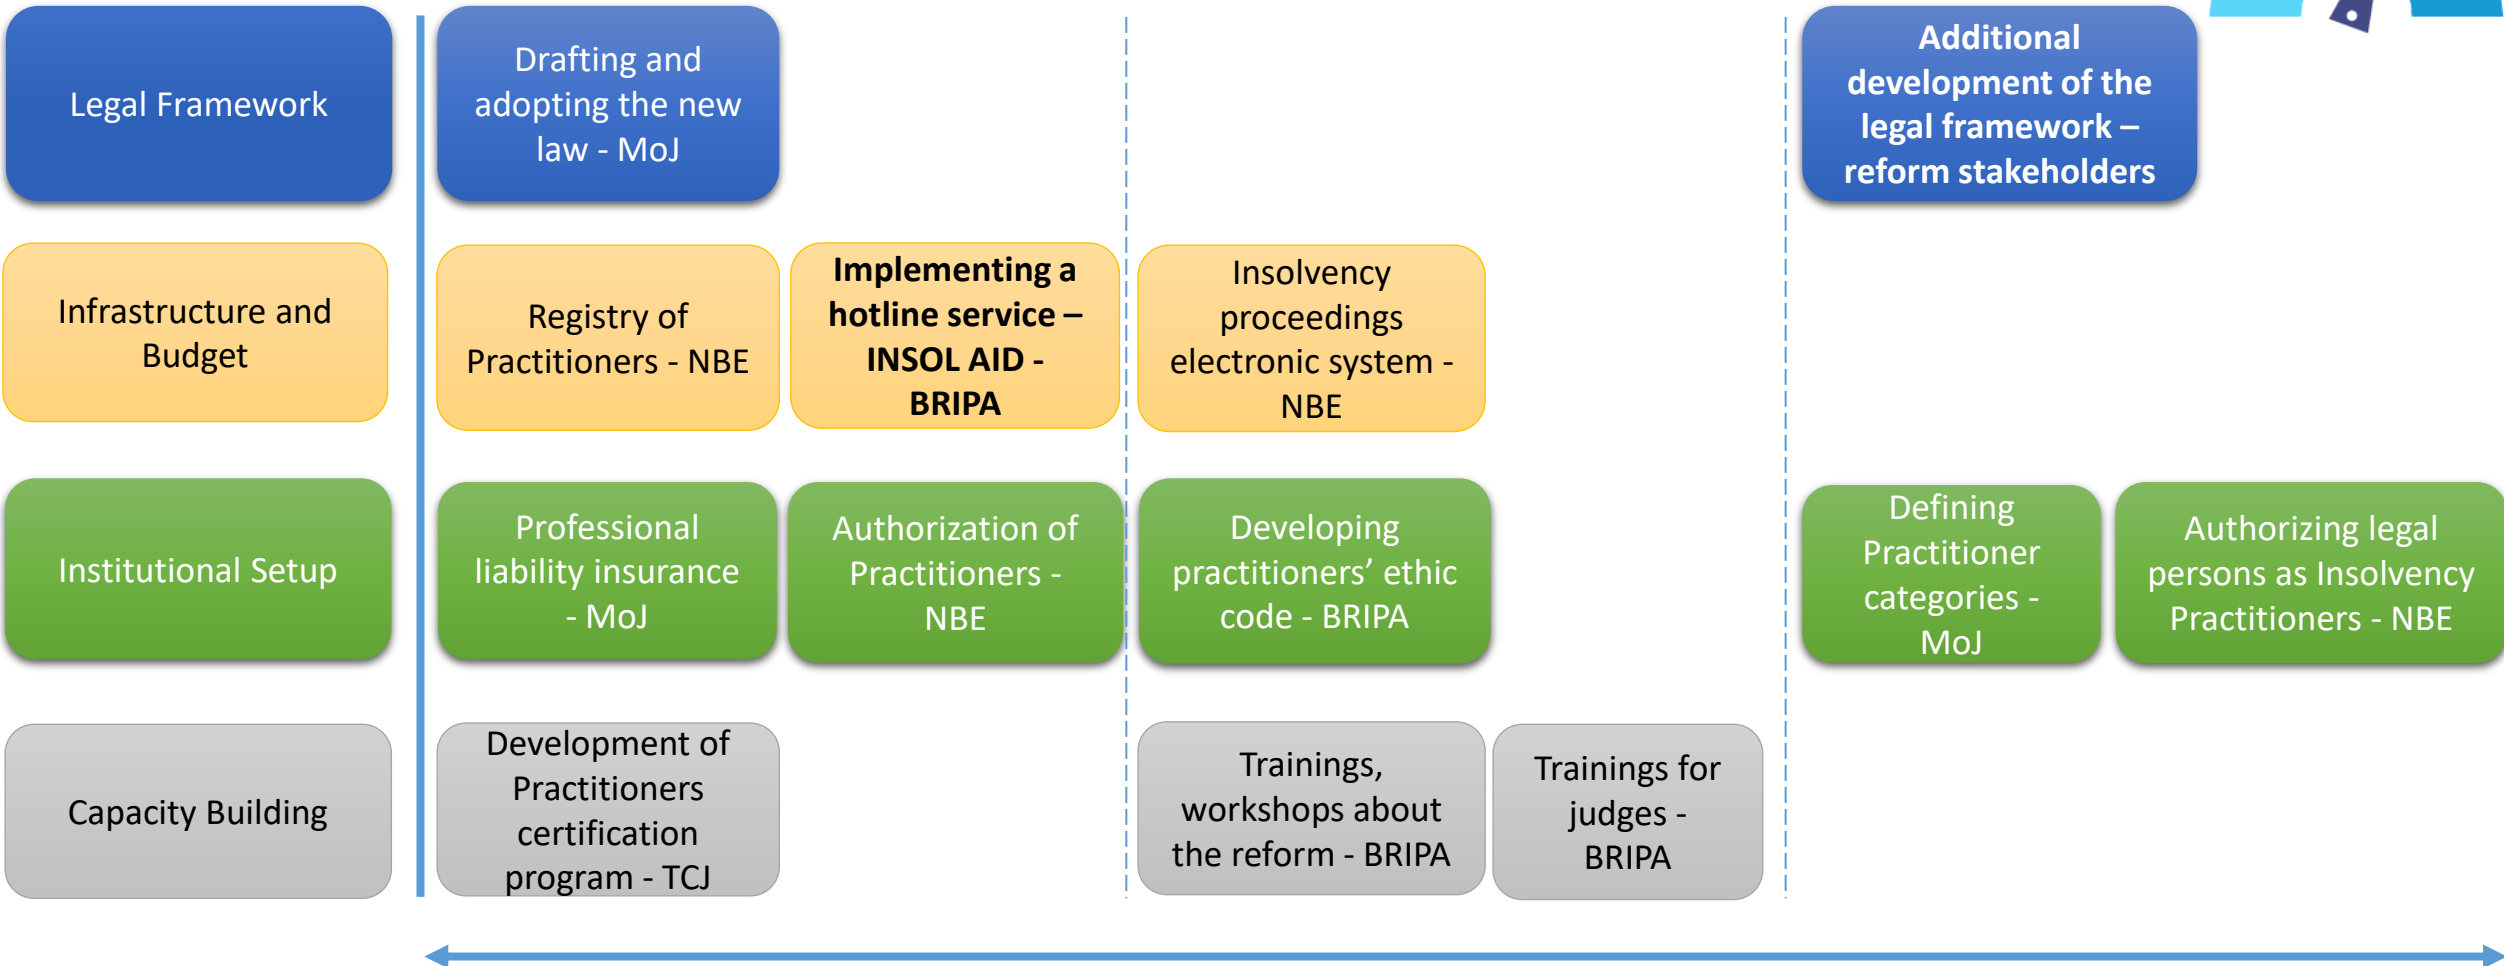 Legal Framework
Drafting and
adopting the new
law - MoJ
Additional
development of the
legal framework –
reform stakeholders
Infrastructure and
Budget
Registry of
Practitioners - NBE
Implementing a
hotline service –
INSOL AID -
BRIPA
Insolvency
proceedings
electronic system -
NBE
Institutional Setup
Professional
liability insurance
- MoJ
Authorization of
Practitioners -
NBE
Developing
practitioners’ ethic
code - BRIPA
Defining
Practitioner
categories -
MoJ
Authorizing legal
persons as Insolvency
Practitioners - NBE
Capacity Building
Development of
Practitioners
certification
program - TCJ
Trainings,
workshops about
the reform - BRIPA
Trainings for
judges -
BRIPA